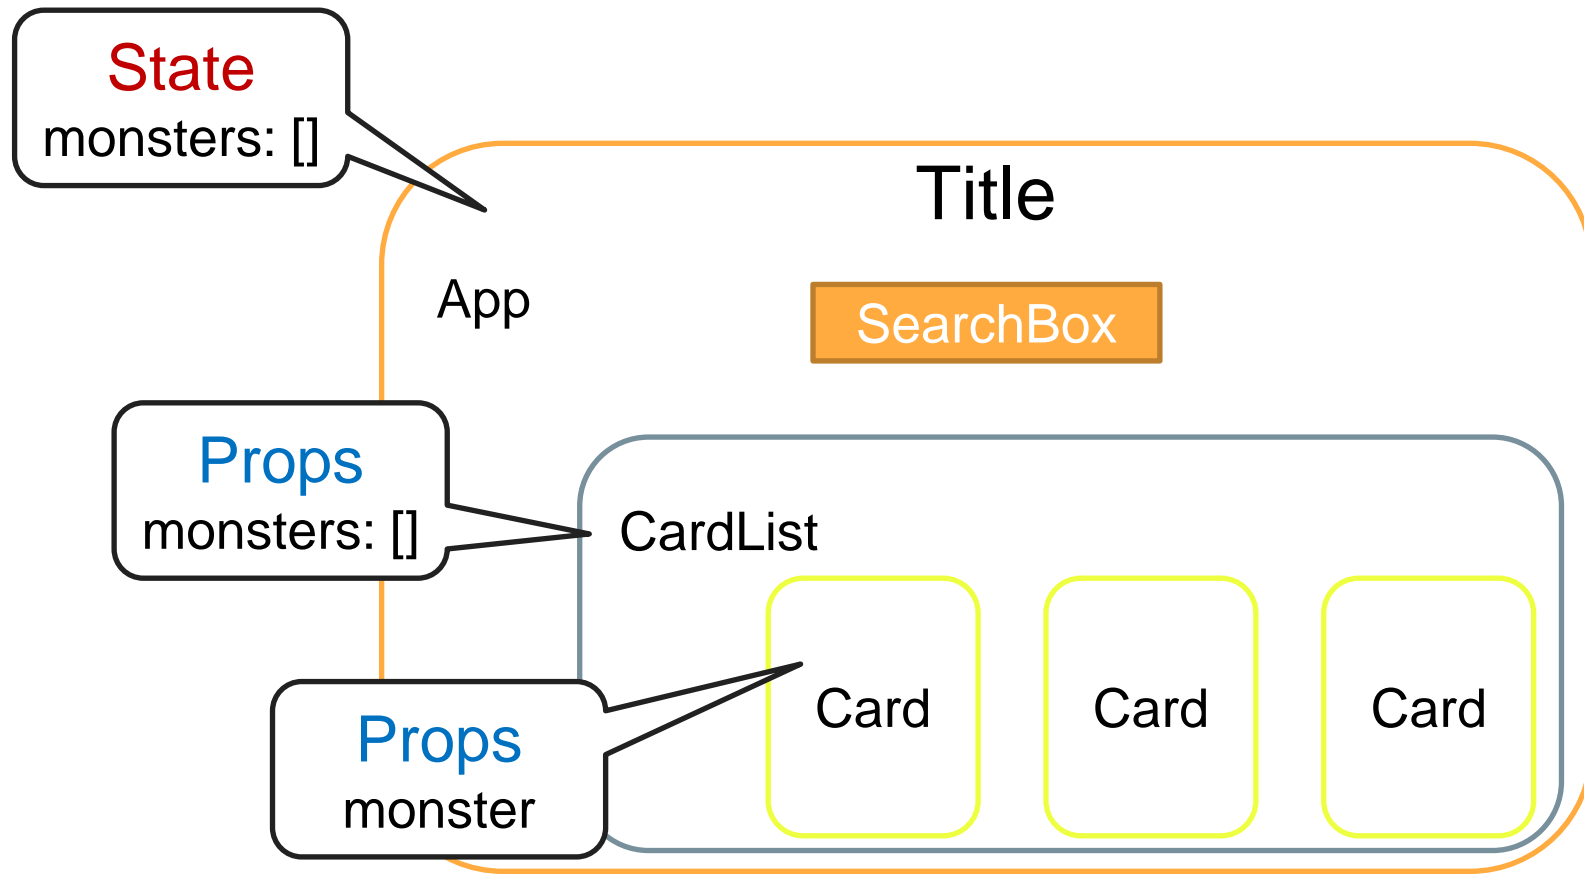 State
monsters: []
Title
App
SearchBox
Props
monsters: []
CardList
Card
Card
Card
Props
monster